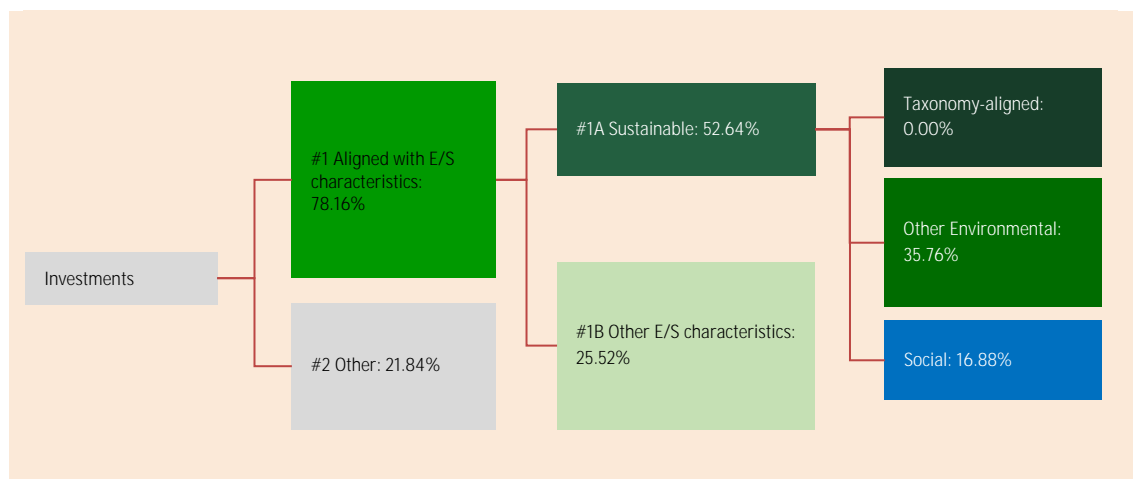 Investments
#1 Aligned with E/S
characteristics:
78.16%
#2 Other: 21.84%
#1A Sustainable: 52.64%
#1B Other E/S characteristics:
25.52%
Taxonomy-aligned:
0.00%
Other Environmental:
35.76%
Social: 16.88%